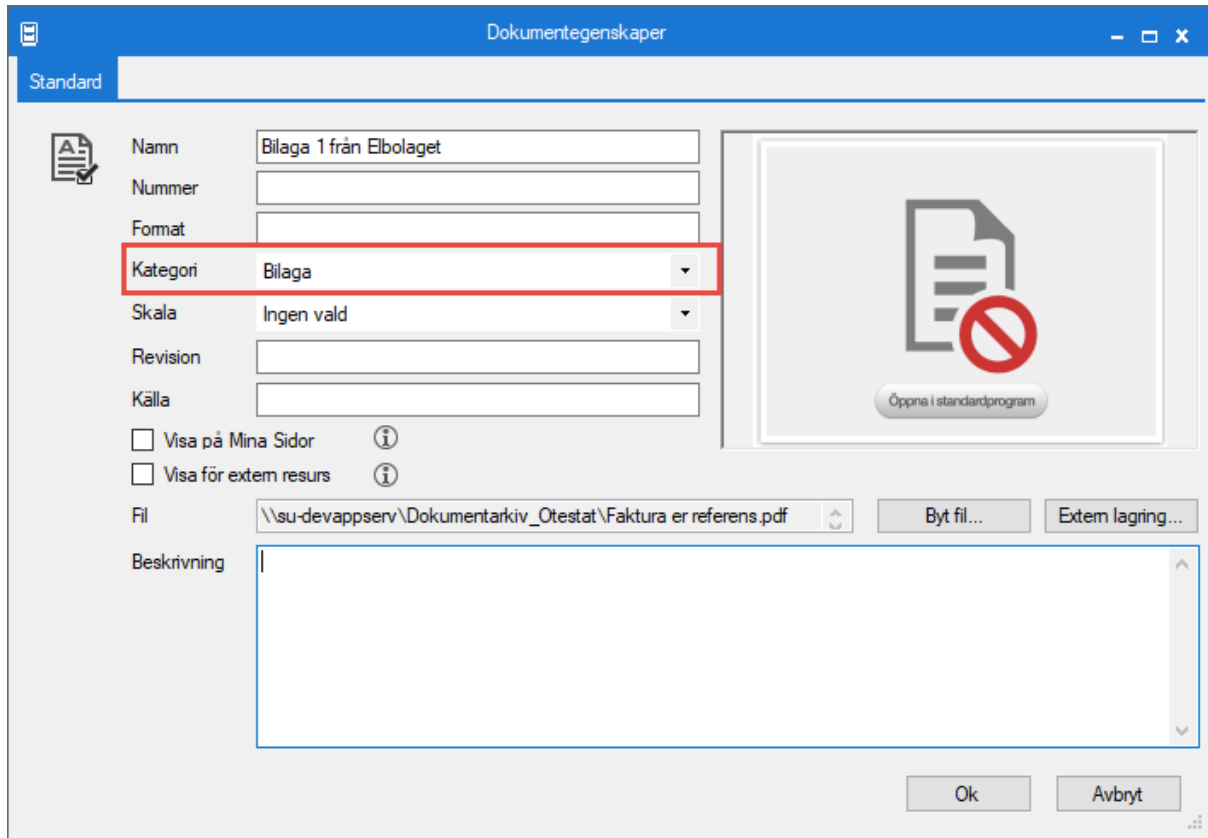 Dokumentegenskaper
Standard
Namn Bilaga 1 från Elbolaget
Nummer
Format
Kategori Bilaga
Skala Ingen vald
Revision
Källa
Öppna i standardprogram
Visa på Mina Sidor
Visa för extern resurs
Fil \\su-devappserv\Dokumentarkiv_Otestat\Faktura er referens.pdf Byt fil... Extern lagring...
Beskrivning
Ok Avbryt